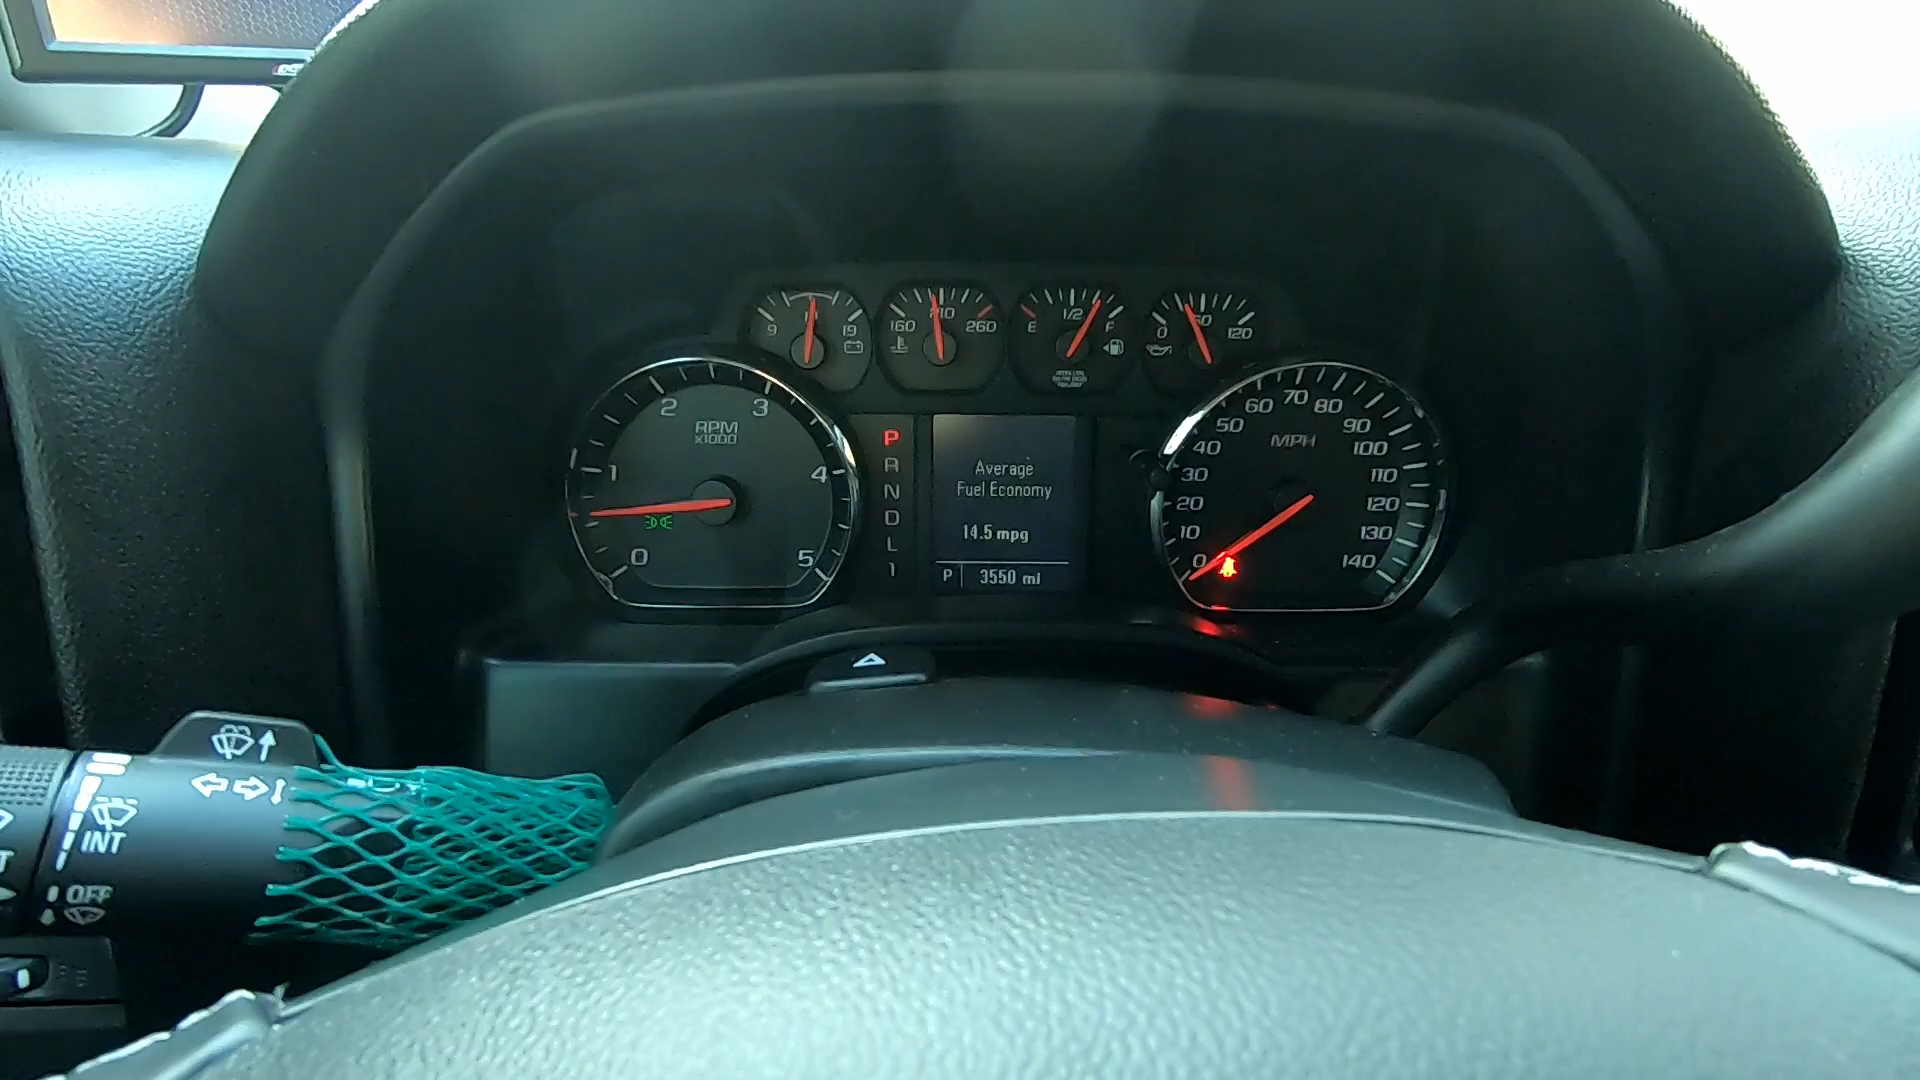 9 19
160 210 260
E 1/2 F
0 60 120
RPM
x1000
0 1 2 3 4 5
P
R
N
D
L
1
Average
Fuel Economy
14.5 mpg
P 3550 mi
MPH
0 10 20 30 40 50 60 70 80 90 100 110 120 130 140
INT
OFF